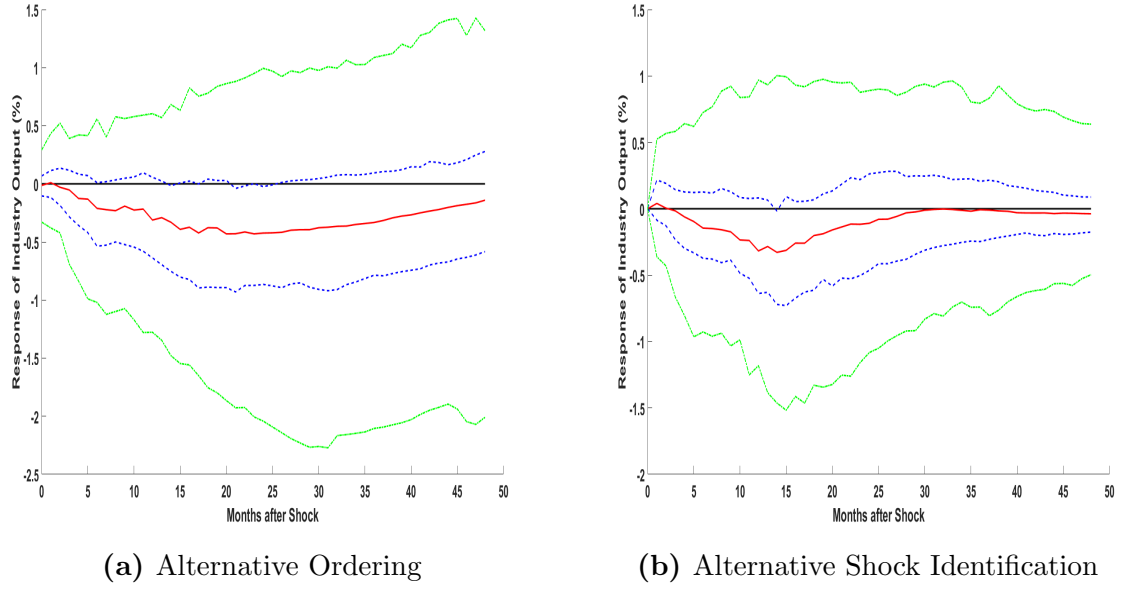 1.5
1
0.5
0
-0.5
-1
-1.5
-2
-2.5
Response of Industry Output (%)
0 5 10 15 20 25 30 35 40 45 50
Months after Shock
(a) Alternative Ordering
1.5
1
0.5
0
-0.5
-1
-1.5
-2
Response of Industry Output (%)
0 5 10 15 20 25 30 35 40 45 50
Months after Shock
(b) Alternative Shock Identification